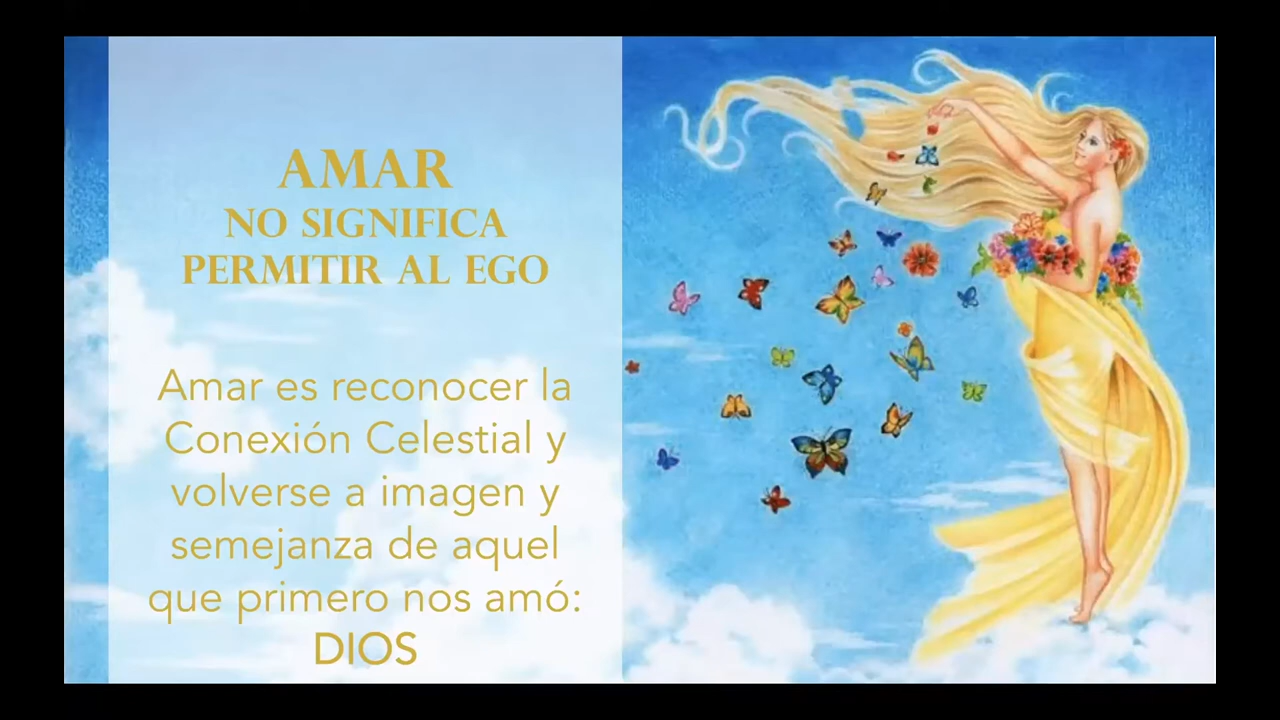 AMAR
NO SIGNIFICA
PERMITIR AL EGO
Amar es reconocer la
Conexión Celestial y
volverse a imagen y
semejanza de aquel
que primero nos amó:
DIOS